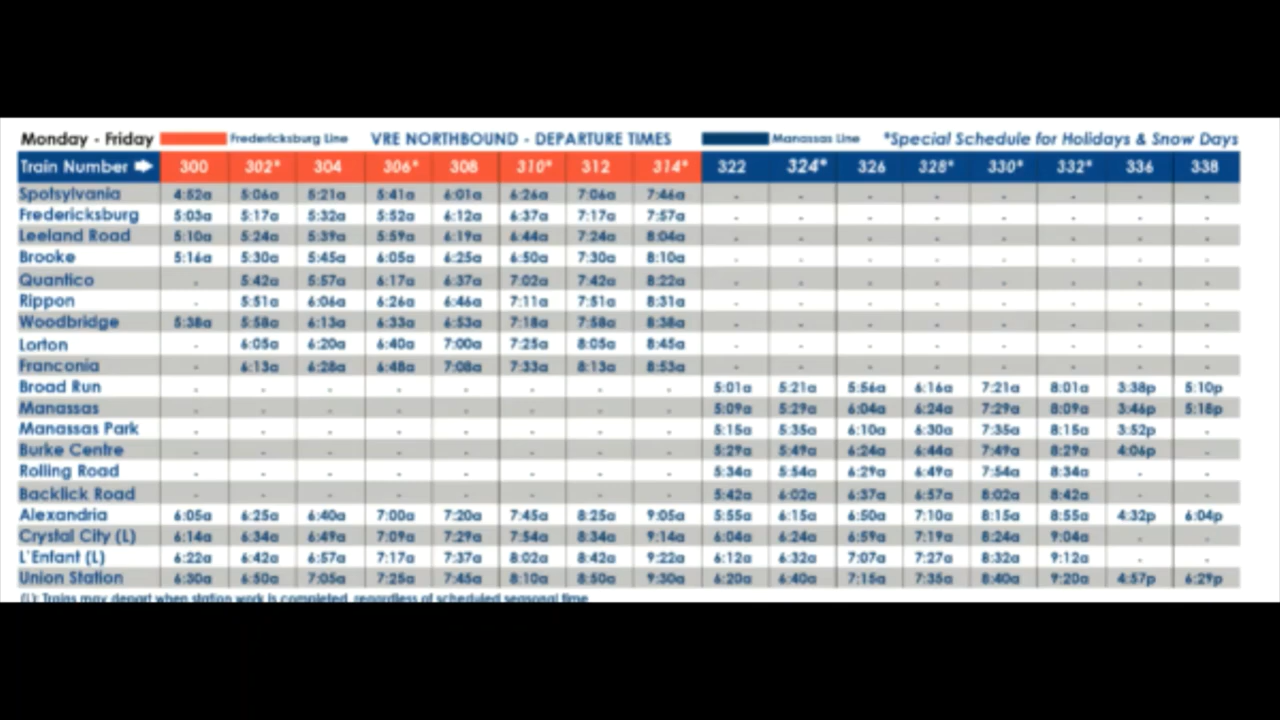 Monday - Friday Fredericksburg Line VRE NORTHBOUND - DEPARTURE TIMES Manassas Line *Special Schedule for Holidays & Snow Days
Train Number 300 302* 304 306* 308 310* 312 314* 322 324* 326 328* 330* 332* 336 338
Spotsylvania 4:52a 5:06a 5:21a 5:41a 6:01a 6:26a 7:06a 7:46a - - - - - - - -
Fredericksburg 5:03a 5:17a 5:32a 5:52a 6:12a 6:37a 7:17a 7:57a - - - - - - - -
Leeland Road 5:10a 5:24a 5:39a 5:59a 6:19a 6:44a 7:24a 8:04a - - - - - - - -
Brooke 5:16a 5:30a 5:45a 6:05a 6:25a 6:50a 7:30a 8:10a - - - - - - - -
Quantico - 5:42a 5:57a 6:17a 6:37a 7:02a 7:42a 8:22a - - - - - - - -
Rippon - 5:51a 6:06a 6:26a 6:46a 7:11a 7:51a 8:31a - - - - - - - -
Woodbridge 5:38a 5:58a 6:13a 6:33a 6:53a 7:18a 7:58a 8:38a - - - - - - - -
Lorton - 6:05a 6:20a 6:40a 7:00a 7:25a 8:05a 8:45a - - - - - - - -
Franconia - 6:13a 6:28a 6:48a 7:08a 7:33a 8:13a 8:53a - - - - - - - -
Broad Run - - - - - - - - 5:01a 5:21a 5:56a 6:16a 7:21a 8:01a 3:38p 5:10p
Manassas - - - - - - - - 5:09a 5:29a 6:04a 6:24a 7:29a 8:09a 3:46p 5:18p
Manassas Park - - - - - - - - 5:15a 5:35a 6:10a 6:30a 7:35a 8:15a 3:52p -
Burke Centre - - - - - - - - 5:29a 5:49a 6:24a 6:44a 7:49a 8:29a 4:06p -
Rolling Road - - - - - - - - 5:34a 5:54a 6:29a 6:49a 7:54a 8:34a - -
Backlick Road - - - - - - - - 5:42a 6:02a 6:37a 6:57a 8:02a 8:42a - -
Alexandria 6:05a 6:25a 6:40a 7:00a 7:20a 7:45a 8:25a 9:05a 5:55a 6:15a 6:50a 7:10a 8:15a 8:55a 4:32p 6:04p
Crystal City (L) 6:14a 6:34a 6:49a 7:09a 7:29a 7:54a 8:34a 9:14a 6:04a 6:24a 6:59a 7:19a 8:24a 9:04a - -
L'Enfant (L) 6:22a 6:42a 6:57a 7:17a 7:37a 8:02a 8:42a 9:22a 6:12a 6:32a 7:07a 7:27a 8:32a 9:12a - -
Union Station 6:30a 6:50a 7:05a 7:25a 7:45a 8:10a 8:50a 9:30a 6:20a 6:40a 7:15a 7:35a 8:40a 9:20a 4:57p 6:29p
(L): Trains may depart when station work is completed, regardless of scheduled seasonal time